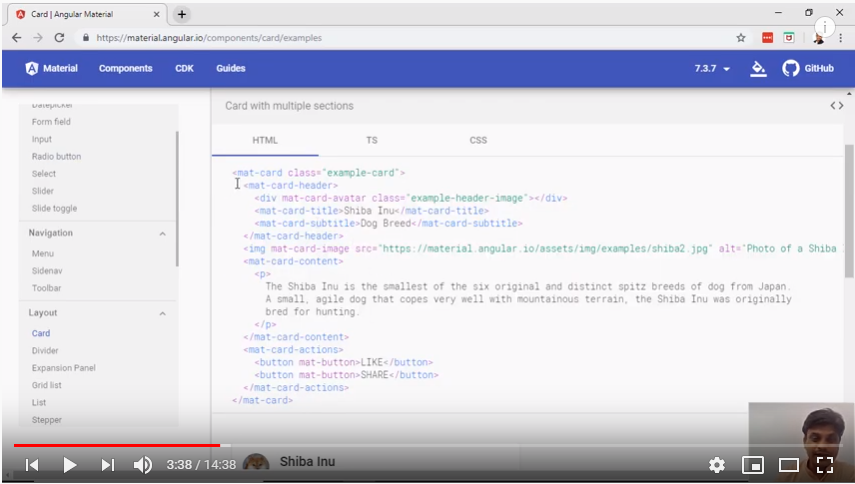 Card | Angular Material
https://material.angular.io/components/card/examples
Material Components CDK Guides 7.3.7 GitHub
Datepicker
Form field
Input
Radio button
Select
Slider
Slide toggle
Navigation
Menu
Sidenav
Toolbar
Layout
Card
Divider
Expansion Panel
Grid list
List
Stepper
Card with multiple sections
HTML TS CSS
<mat-card class="example-card">
<mat-card-header>
<div mat-card-avatar class="example-header-image"></div>
<mat-card-title>Shiba Inu</mat-card-title>
<mat-card-subtitle>Dog Breed</mat-card-subtitle>
</mat-card-header>
<img mat-card-image src="https://material.angular.io/assets/img/examples/shiba2.jpg" alt="Photo of a Shiba
<mat-card-content>
<p>
The Shiba Inu is the smallest of the six original and distinct spitz breeds of dog from Japan.
A small, agile dog that copes very well with mountainous terrain, the Shiba Inu was originally
bred for hunting.
</p>
</mat-card-content>
<mat-card-actions>
<button mat-button>LIKE</button>
<button mat-button>SHARE</button>
</mat-card-actions>
</mat-card>
Shiba Inu
3:38 / 14:38